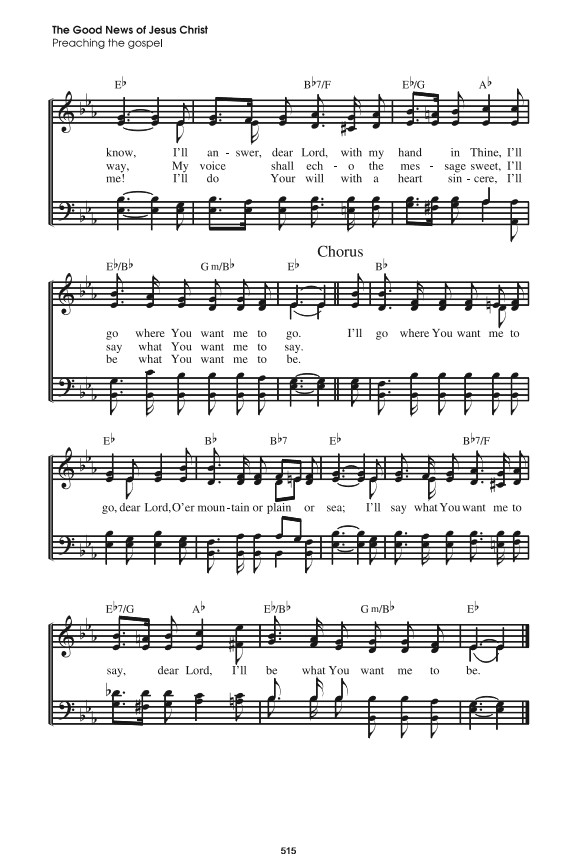 The Good News of Jesus Christ
Preaching the gospel
E♭ B♭7/F E♭/G A♭
know, I'll an - swer, dear Lord, with my hand in Thine, I'll
way, My voice shall ech - o the mes - sage sweet, I'll
me! I'll do Your will with a heart sin - cere, I'll
Chorus
E♭/B♭ G m/B♭ E♭ B♭
go where You want me to go. I'll go where You want me to
say what You want me to say.
be what You want me to be.
E♭ B♭ B♭7 E♭ B♭7/F
go, dear Lord, O'er moun - tain or plain or sea; I'll say what You want me to
E♭7/G A♭ E♭/B♭ G m/B♭ E♭
say, dear Lord, I'll be what You want me to be.
515